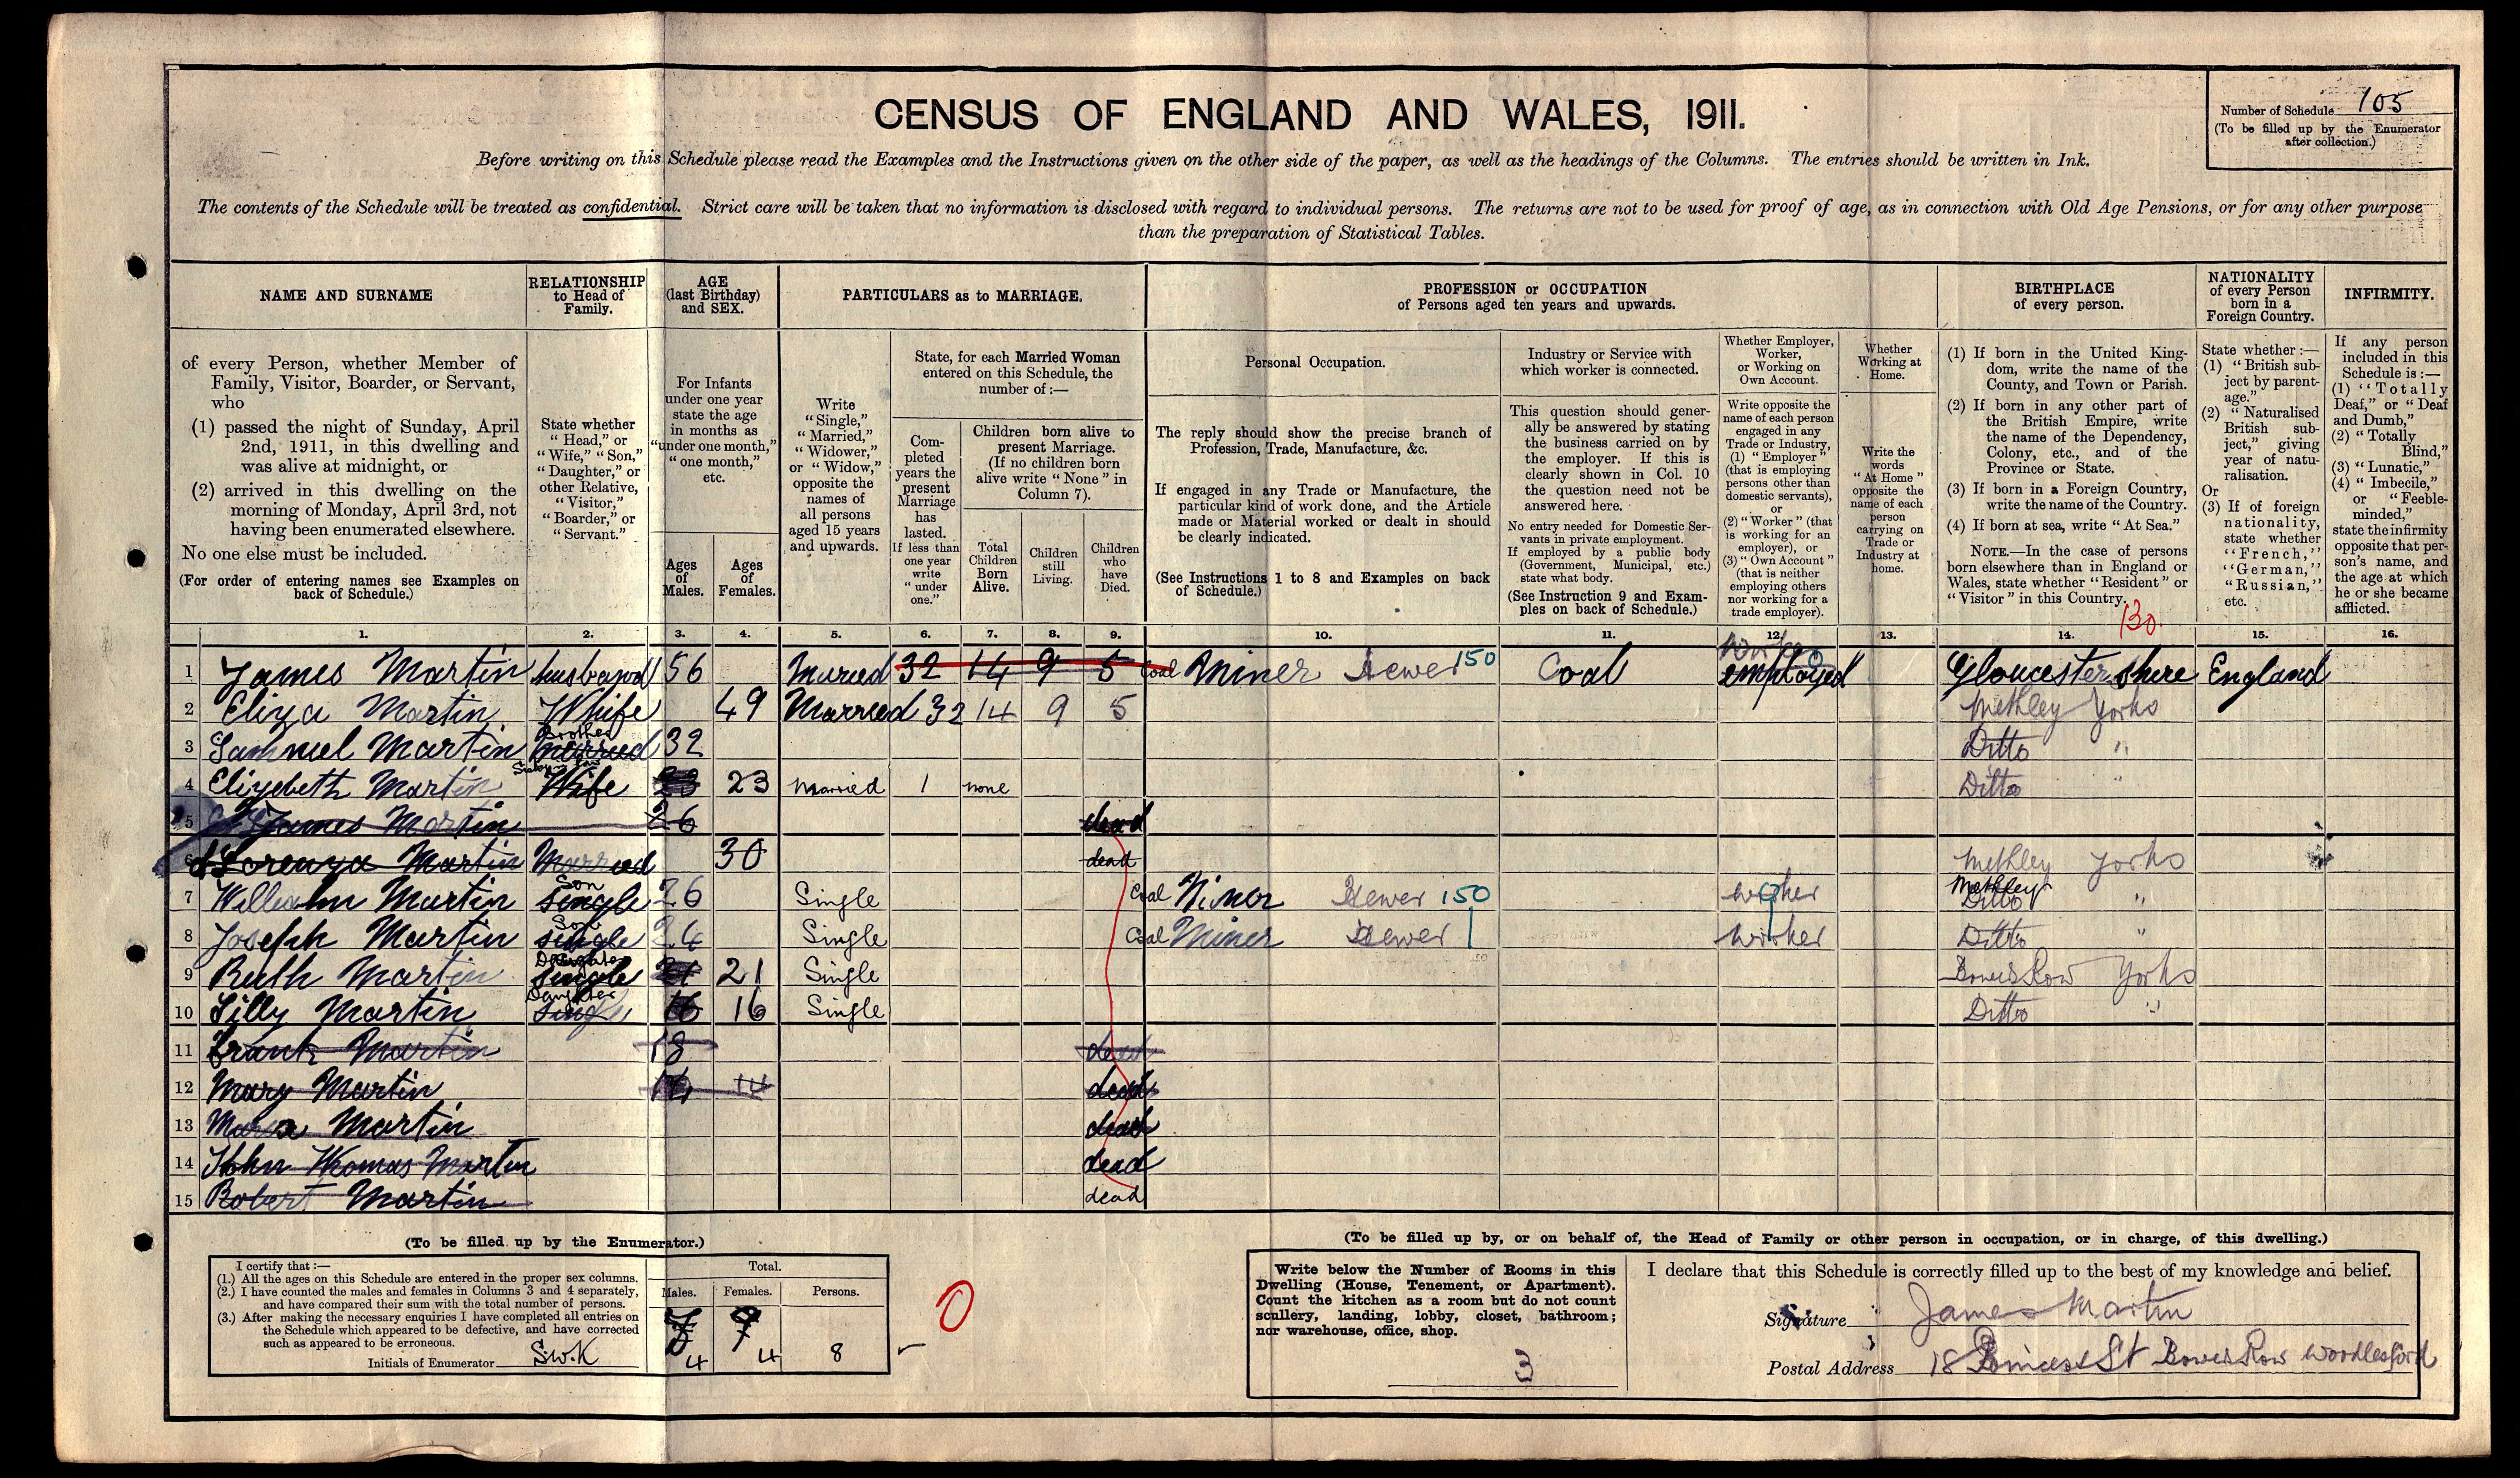 CENSUS OF ENGLAND AND WALES, 1911.
Number of Schedule 105
(To be filled up by the Enumerator after collection.)
Before writing on this Schedule please read the Examples and the Instructions given on the other side of the paper, as well as the headings of the Columns. The entries should be written in Ink.
The contents of the Schedule will be treated as confidential. Strict care will be taken that no information is disclosed with regard to individual persons. The returns are not to be used for proof of age, as in connection with Old Age Pensions, or for any other purpose
than the preparation of Statistical Tables.
NAME AND SURNAME
RELATIONSHIP to Head of Family.
AGE (last Birthday) and SEX.
PARTICULARS as to MARRIAGE.
PROFESSION or OCCUPATION of Persons aged ten years and upwards.
BIRTHPLACE of every person.
NATIONALITY of every Person born in a Foreign Country.
INFIRMITY.
of every Person, whether Member of Family, Visitor, Boarder, or Servant, who
(1) passed the night of Sunday, April 2nd, 1911, in this dwelling and was alive at midnight, or
(2) arrived in this dwelling on the morning of Monday, April 3rd, not having been enumerated elsewhere.
No one else must be included.
(For order of entering names see Examples on back of Schedule.)
State whether "Head," or "Wife," "Son," "Daughter," or other Relative, "Visitor," "Boarder," or "Servant."
For Infants under one year state the age in months as "under one month," "one month," etc.
Ages of Males.
Ages of Females.
Write "Single," "Married," "Widower," or "Widow," opposite the names of all persons aged 15 years and upwards.
State, for each Married Woman entered on this Schedule, the number of :—
Completed years the present Marriage has lasted. If less than one year write "under one."
Children born alive to present Marriage. (If no children born alive write "None" in Column 7).
Total Children Born Alive.
Children still Living.
Children who have Died.
Personal Occupation.
The reply should show the precise branch of Profession, Trade, Manufacture, &c.
If engaged in any Trade or Manufacture, the particular kind of work done, and the Article made or Material worked or dealt in should be clearly indicated.
(See Instructions 1 to 8 and Examples on back of Schedule.)
Industry or Service with which worker is connected.
This question should generally be answered by stating the business carried on by the employer. If this is clearly shown in Col. 10 the question need not be answered here.
No entry needed for Domestic Servants in private employment. If employed by a public body (Government, Municipal, etc.) state what body.
(See Instruction 9 and Examples on back of Schedule.)
Whether Employer, Worker, or Working on Own Account.
Write opposite the name of each person engaged in any Trade or Industry, (1) "Employer" (that is employing persons other than domestic servants), or (2) "Worker" (that is working for an employer), or (3) "Own Account" (that is neither employing others nor working for a trade employer).
Whether Working at Home.
Write the words "At Home" opposite the name of each person carrying on Trade or Industry at home.
(1) If born in the United Kingdom, write the name of the County, and Town or Parish.
(2) If born in any other part of the British Empire, write the name of the Dependency, Colony, etc., and of the Province or State.
(3) If born in a Foreign Country, write the name of the Country.
(4) If born at sea, write "At Sea."
NOTE.—In the case of persons born elsewhere than in England or Wales, state whether "Resident" or "Visitor" in this Country.
130.
State whether :— (1) "British subject by parentage." (2) "Naturalised British subject," giving year of naturalisation. Or (3) If of foreign nationality, state whether "French," "German," "Russian," etc.
If any person included in this Schedule is :— (1) "Totally Deaf," or "Deaf and Dumb," (2) "Totally Blind," (3) "Lunatic," (4) "Imbecile," or "Feeble-minded," state the infirmity opposite that person's name, and the age at which he or she became afflicted.
1. 2. 3. 4. 5. 6. 7. 8. 9. 10. 11. 12. 13. 14. 15. 16.
1 James Martin husband 56 Maried 32 14 9 5 Coal Miner Hewer 150 Coal Worker employed Gloucestershire England
2 Eliza Martin Whife 49 Married 32 14 9 5 Methley Yorks
3 Samnuel Martin Brother married 32 Ditto "
4 Elizebeth Martin Sister in law Wife 23 23 Married 1 none Ditto "
5 James Martin 26 dead
6 Martin Married 30 dead Methley Yorks
7 Martin Son single 26 Single Coal Miner Hewer 150 worker Methley Ditto "
8 Joseph Martin Son single 24 Single Coal Miner Hewer worker Ditto "
9 Ruth Martin Daughter single 21 21 Single Bowers Row Yorks
10 Lilly Martin Daughter single 16 16 Single Ditto "
11 Frank Martin 18 dead
12 Mary Martin 14 dead
13 Martin dead
14 John Thomas Martin dead
15 Robert Martin dead
(To be filled up by the Enumerator.)
I certify that :—
(1.) All the ages on this Schedule are entered in the proper sex columns.
(2.) I have counted the males and females in Columns 3 and 4 separately, and have compared their sum with the total number of persons.
(3.) After making the necessary enquiries I have completed all entries on the Schedule which appeared to be defective, and have corrected such as appeared to be erroneous.
Initials of Enumerator S.W.K
Total.
Males. Females. Persons.
4 4 8
0
(To be filled up by, or on behalf of, the Head of Family or other person in occupation, or in charge, of this dwelling.)
Write below the Number of Rooms in this Dwelling (House, Tenement, or Apartment). Count the kitchen as a room but do not count scullery, landing, lobby, closet, bathroom; nor warehouse, office, shop.
3
I declare that this Schedule is correctly filled up to the best of my knowledge and belief.
Signature James Martin
Postal Address 18 Princess St Bowers Row Woodlesford